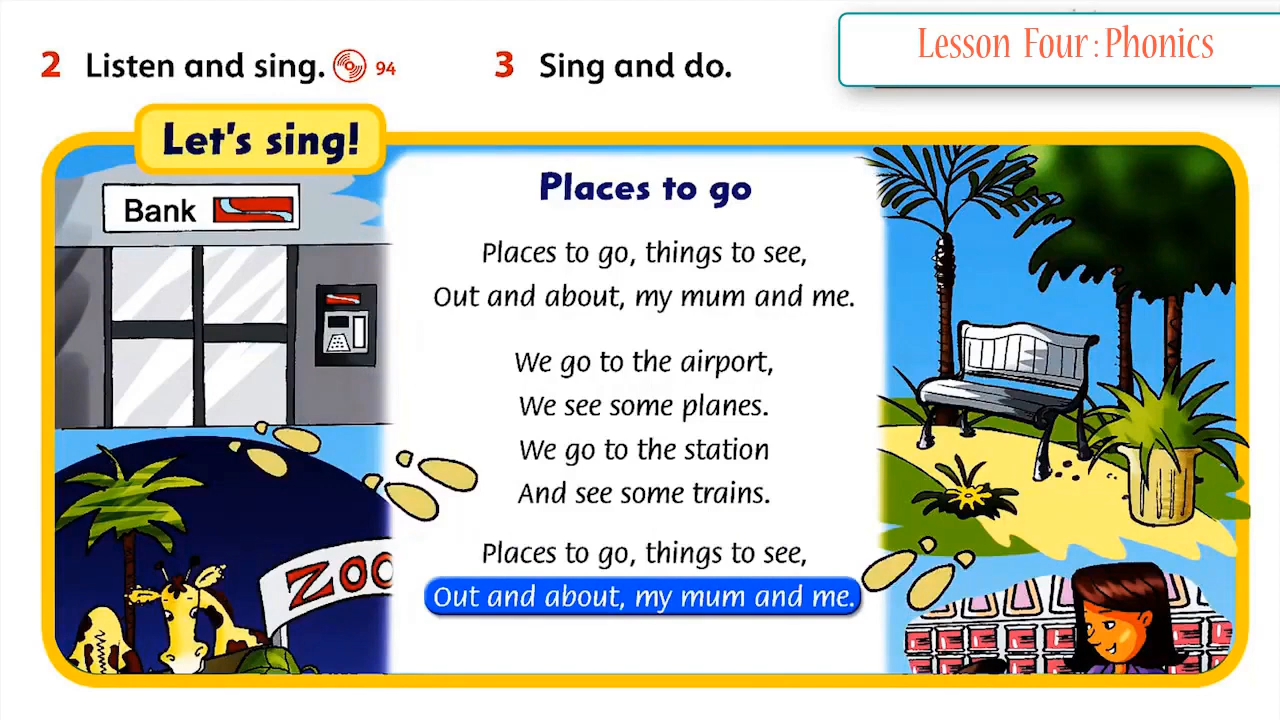 2 Listen and sing. 94
3 Sing and do.
Lesson Four : Phonics
Let's sing!
Bank
Places to go
Places to go, things to see,
Out and about, my mum and me.
We go to the airport,
We see some planes.
We go to the station
And see some trains.
Places to go, things to see,
Out and about, my mum and me.
ZOO